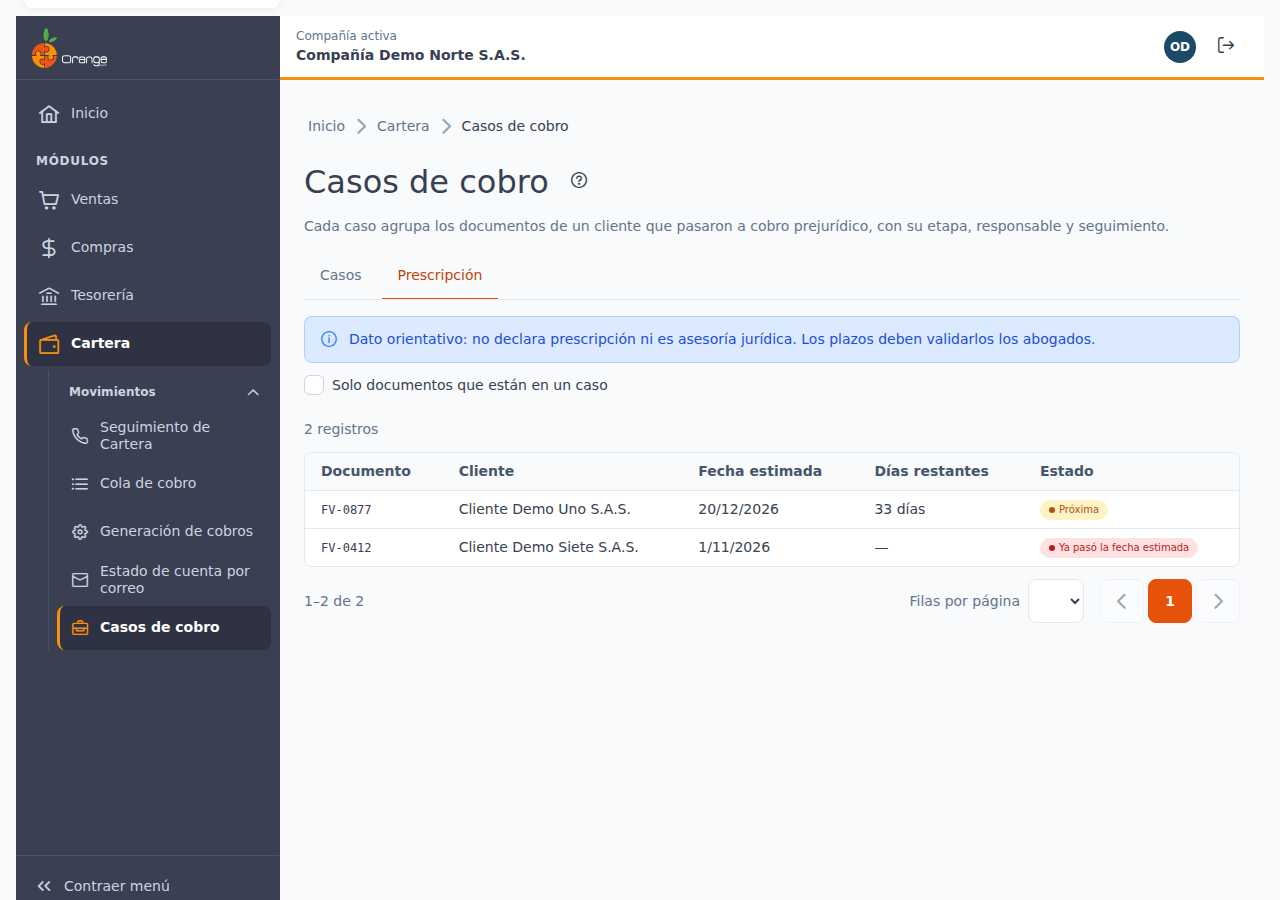 Orange
Compañía activa
Compañía Demo Norte S.A.S.
OD
Inicio
MÓDULOS
Ventas
Compras
Tesorería
Cartera
Movimientos
Seguimiento de
Cartera
Cola de cobro
Generación de cobros
Estado de cuenta por
correo
Casos de cobro
Contraer menú
Inicio Cartera Casos de cobro
Casos de cobro
Cada caso agrupa los documentos de un cliente que pasaron a cobro prejurídico, con su etapa, responsable y seguimiento.
Casos Prescripción
Dato orientativo: no declara prescripción ni es asesoría jurídica. Los plazos deben validarlos los abogados.
Solo documentos que están en un caso
2 registros
Documento Cliente Fecha estimada Días restantes Estado
FV-0877 Cliente Demo Uno S.A.S. 20/12/2026 33 días Próxima
FV-0412 Cliente Demo Siete S.A.S. 1/11/2026 — Ya pasó la fecha estimada
1–2 de 2 Filas por página 1